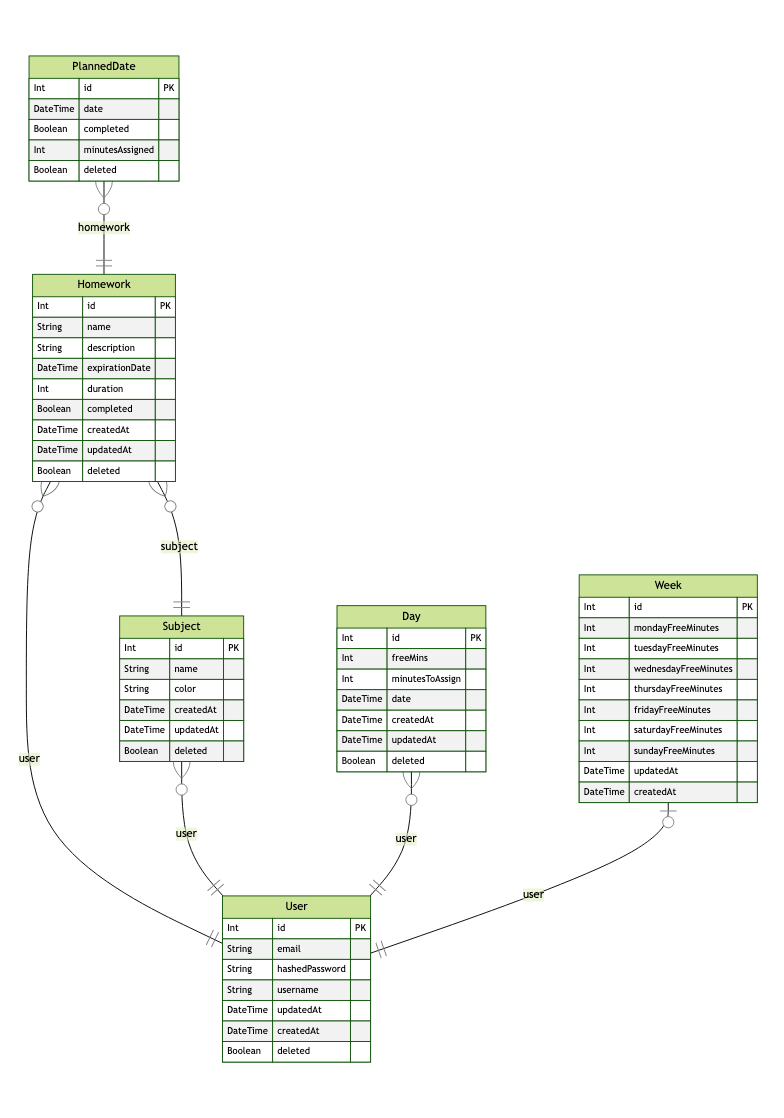 PlannedDate
Int id PK
DateTime date
Boolean completed
Int minutesAssigned
Boolean deleted
homework
Homework
Int id PK
String name
String description
DateTime expirationDate
Int duration
Boolean completed
DateTime createdAt
DateTime updatedAt
Boolean deleted
subject
Subject
Int id PK
String name
String color
DateTime createdAt
DateTime updatedAt
Boolean deleted
Day
Int id PK
Int freeMins
Int minutesToAssign
DateTime date
DateTime createdAt
DateTime updatedAt
Boolean deleted
Week
Int id PK
Int mondayFreeMinutes
Int tuesdayFreeMinutes
Int wednesdayFreeMinutes
Int thursdayFreeMinutes
Int fridayFreeMinutes
Int saturdayFreeMinutes
Int sundayFreeMinutes
DateTime updatedAt
DateTime createdAt
user
user
user
user
User
Int id PK
String email
String hashedPassword
String username
DateTime updatedAt
DateTime createdAt
Boolean deleted